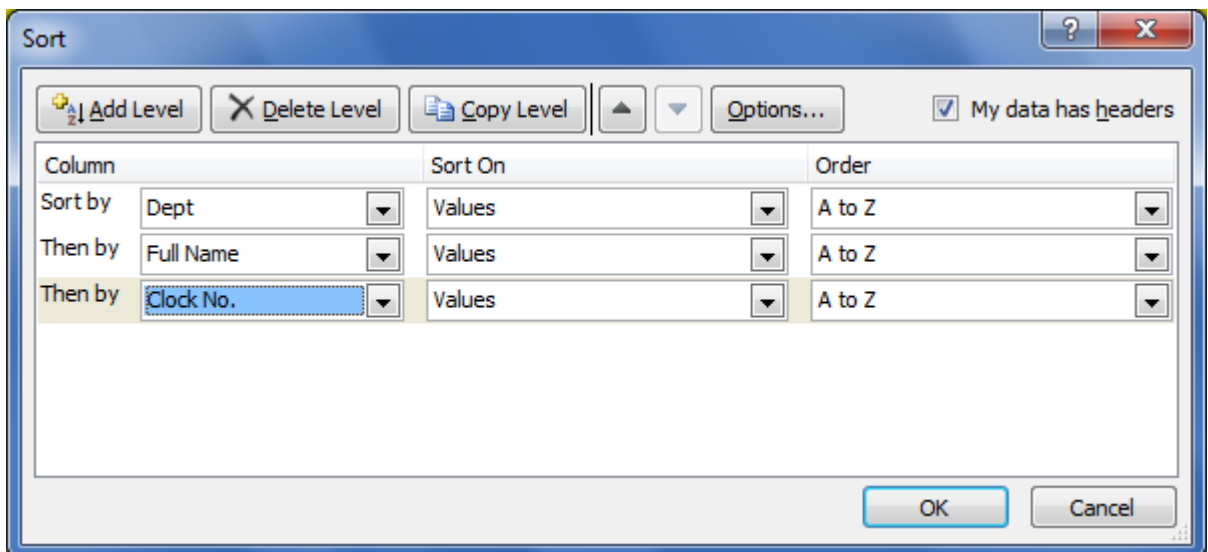 Sort ?
Add Level Delete Level Copy Level Options... My data has headers
Column Sort On Order
Sort by Dept Values A to Z
Then by Full Name Values A to Z
Then by Clock No. Values A to Z
OK Cancel